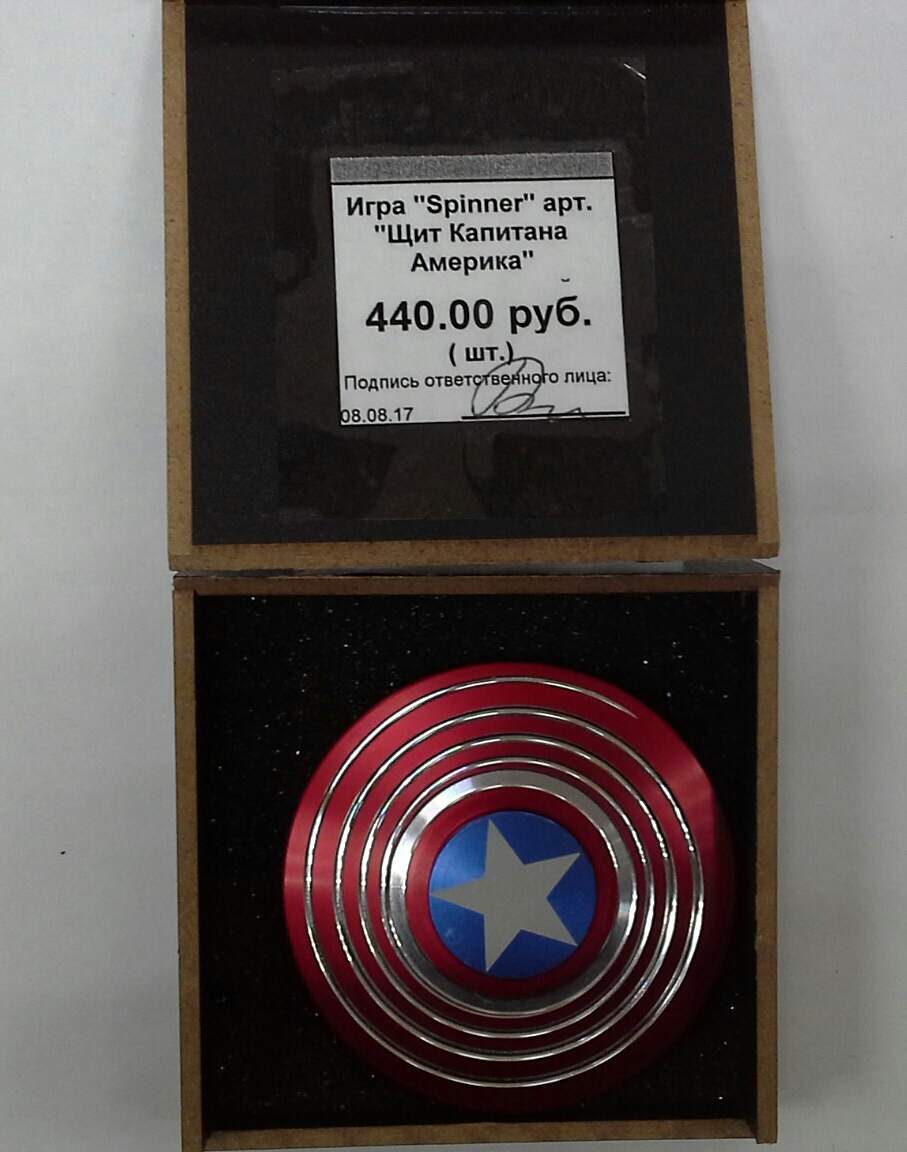 Игра "Spinner" арт.
"Щит Капитана
Америка"
440.00 руб.
( шт.)
Подпись ответственного лица:
08.08.17